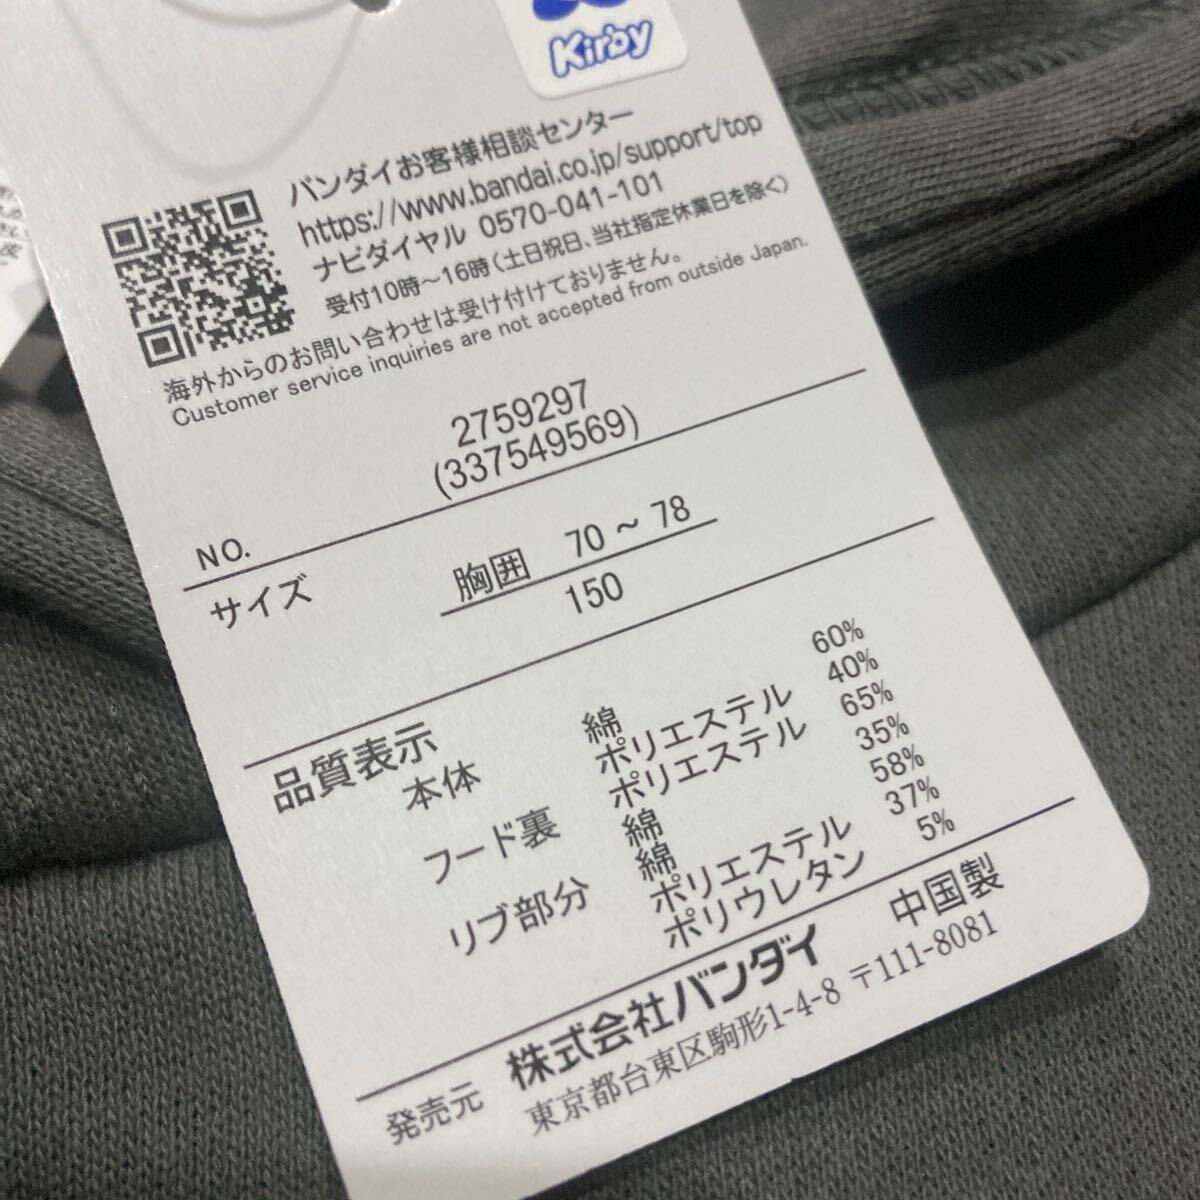 Kirby
バンダイお客様相談センター
https://www.bandai.co.jp/support/top
ナビダイヤル 0570-041-101
受付10時～16時(土日祝日、当社指定休業日を除く)
海外からのお問い合わせは受け付けておりません。
Customer service inquiries are not accepted from outside Japan.
2759297
NO. (337549569)
サイズ 胸囲 70 ~ 78
150
品質表示
本体 綿 60%
ポリエステル 40%
フード裏 ポリエステル 65%
綿 35%
リブ部分 綿 58%
ポリエステル 37%
ポリウレタン 5%
中国製
発売元 株式会社バンダイ
東京都台東区駒形1-4-8 〒111-8081